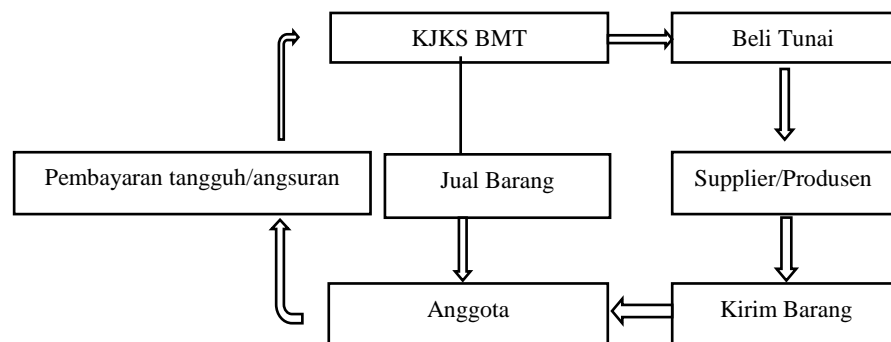 KJKS BMT
Beli Tunai
Pembayaran tangguh/angsuran
Jual Barang
Supplier/Produsen
Anggota
Kirim Barang